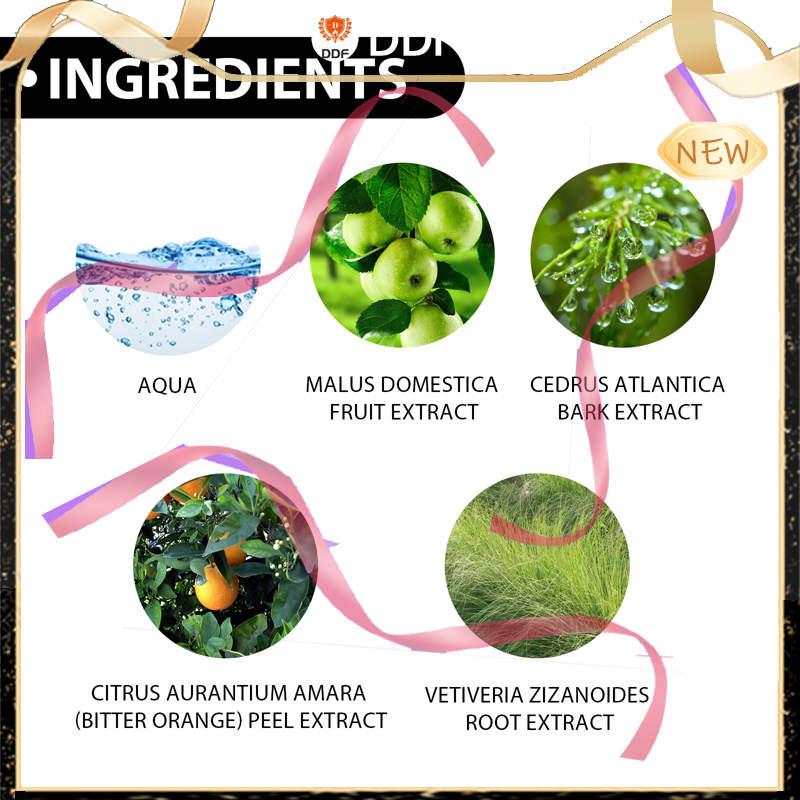 DDF
DDF
• INGREDIENTS
NEW
AQUA
MALUS DOMESTICA
FRUIT EXTRACT
CEDRUS ATLANTICA
BARK EXTRACT
CITRUS AURANTIUM AMARA
(BITTER ORANGE) PEEL EXTRACT
VETIVERIA ZIZANOIDES
ROOT EXTRACT